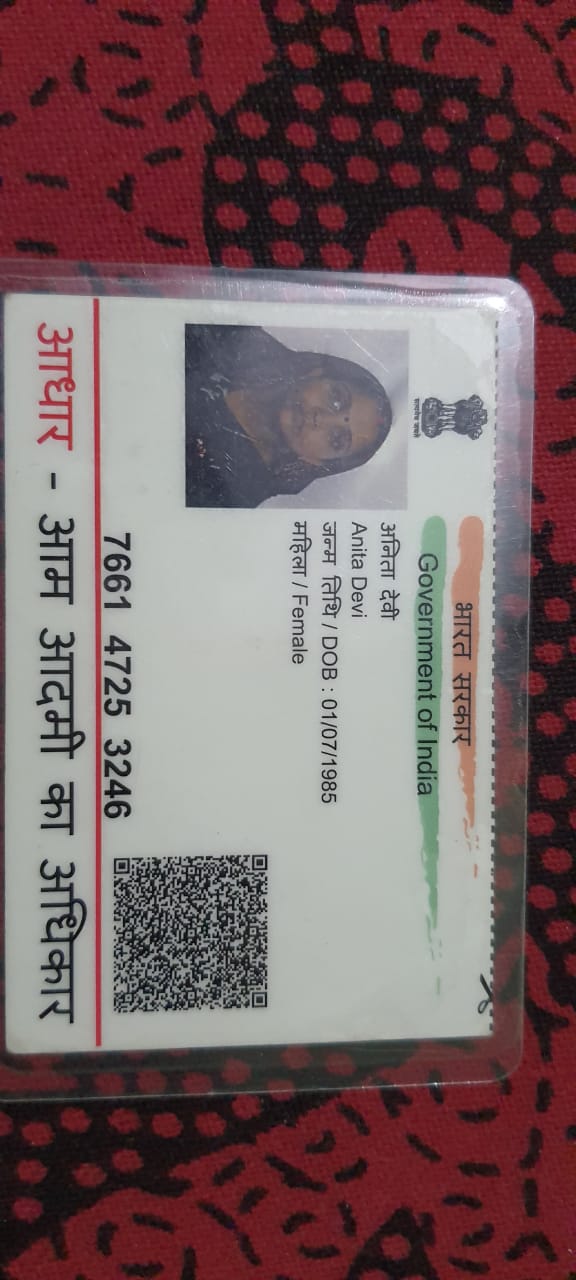 भारत सरकार
Government of India
सत्यमेव जयते
अनिता देवी
Anita Devi
जन्म तिथि / DOB : 01/07/1985
महिला / Female
7661 4725 3246
आधार - आम आदमी का अधिकार